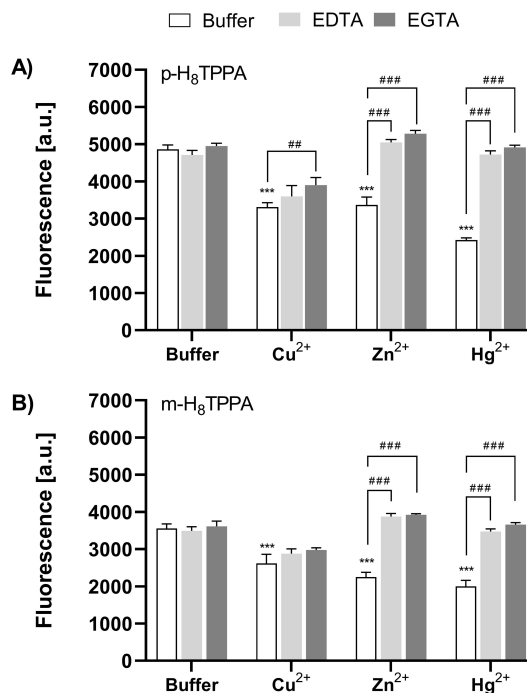 Buffer EDTA EGTA
A)
p-H₈TPPA
Fluorescence [a.u.]
7000
6000
5000
4000
3000
2000
1000
0
### ###
### ###
##
*** *** ***
Buffer Cu²⁺ Zn²⁺ Hg²⁺
B)
m-H₈TPPA
Fluorescence [a.u.]
7000
6000
5000
4000
3000
2000
1000
0
### ###
### ###
*** *** ***
Buffer Cu²⁺ Zn²⁺ Hg²⁺